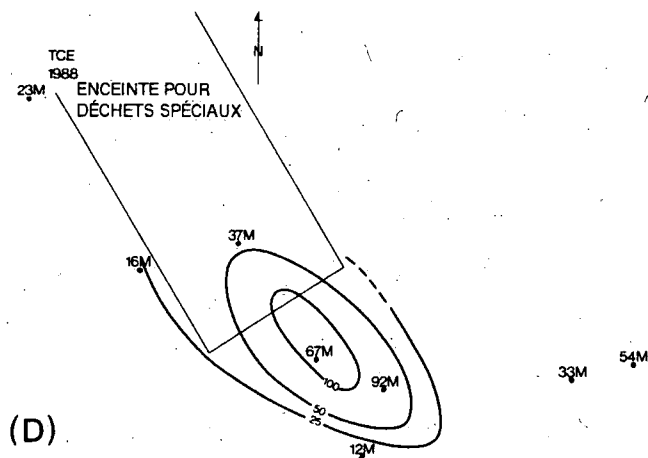 N
TCE
1988
ENCEINTE POUR
DÉCHETS SPÉCIAUX
23M
37M
16M
67M
100
92M
54M
33M
50
25
12M
(D)